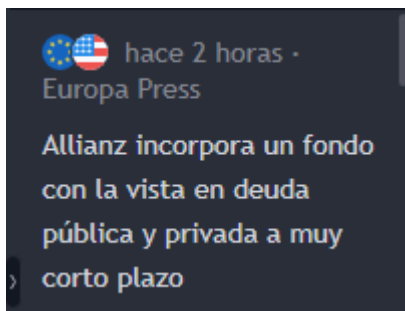 hace 2 horas ·
Europa Press
Allianz incorpora un fondo
con la vista en deuda
pública y privada a muy
corto plazo